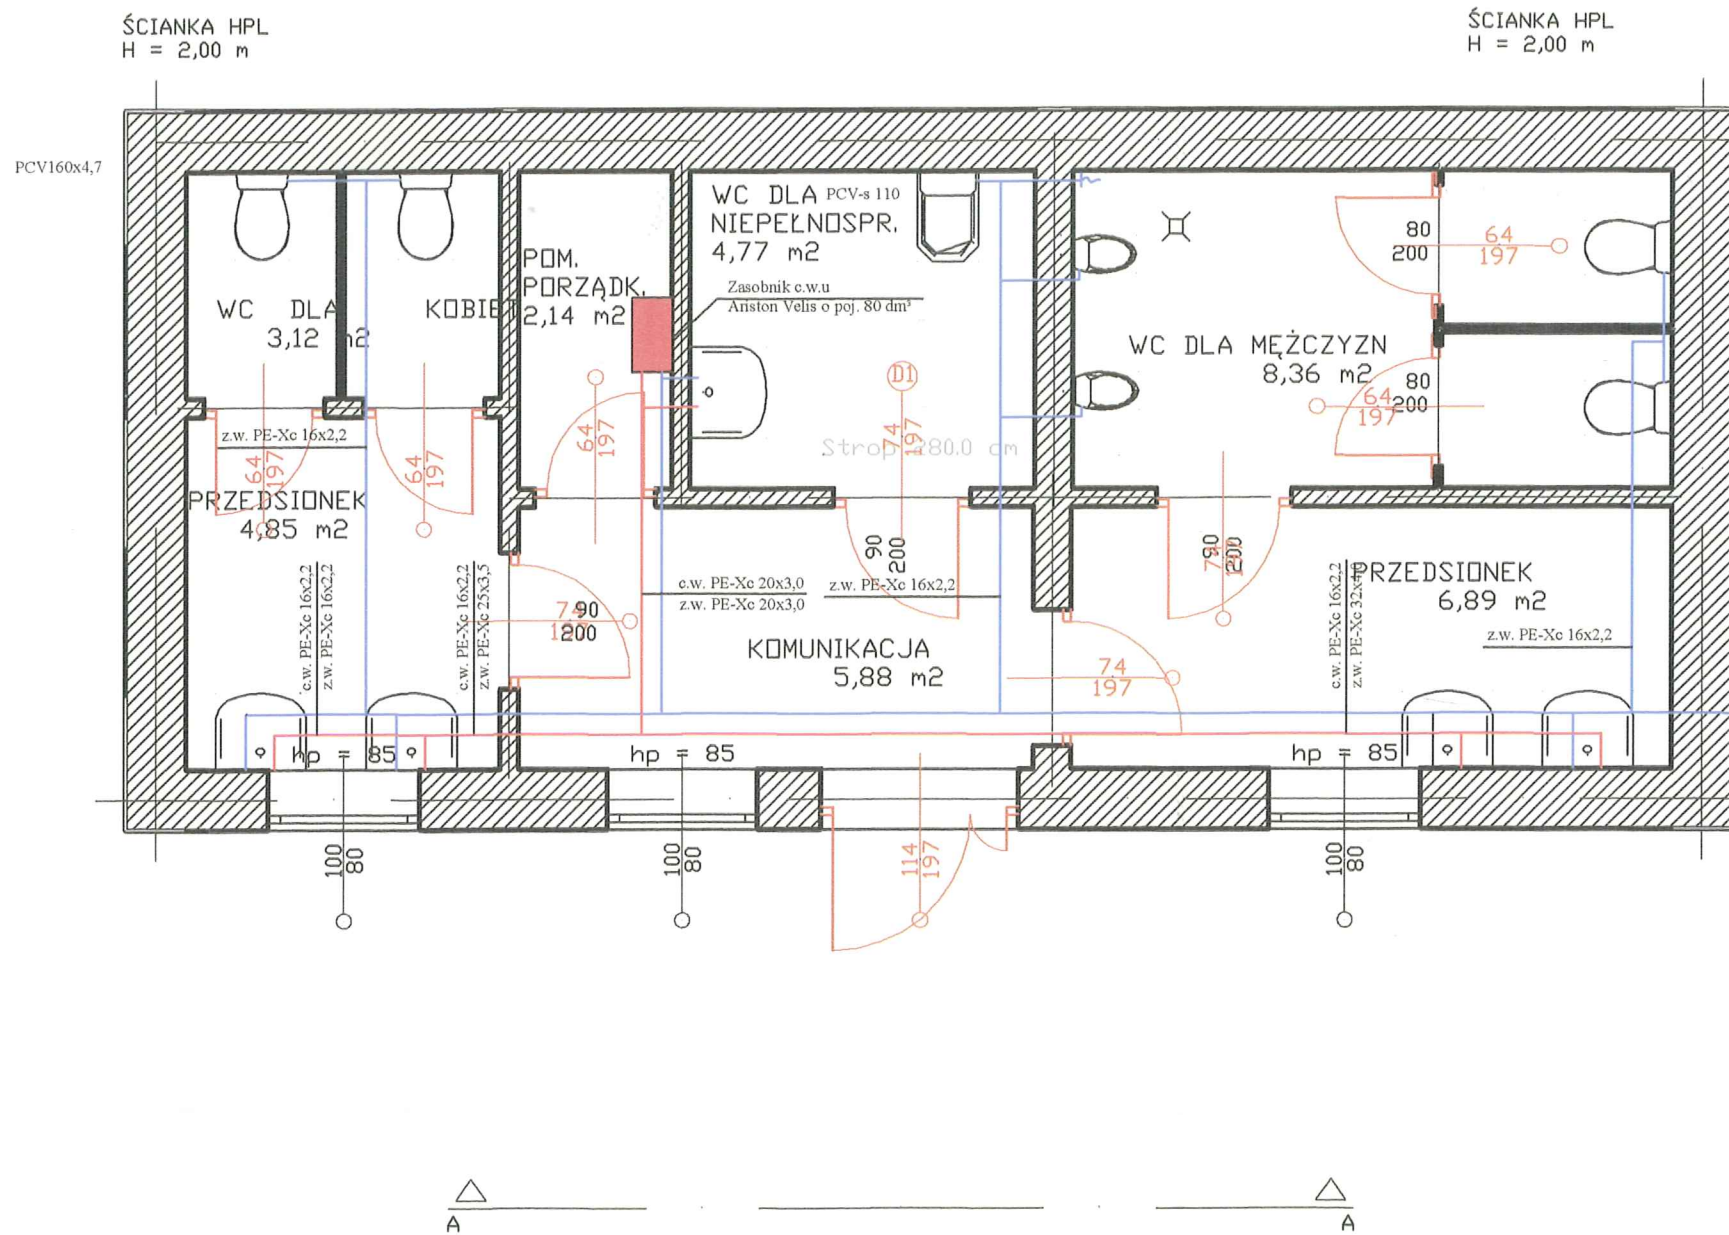 ŚCIANKA HPL
H = 2,00 m
ŚCIANKA HPL
H = 2,00 m
PCV160x4,7
WC DLA
NIEPEŁNOSPR.
4,77 m2
PCV-s 110
POM.
PORZĄDK.
2,14 m2
Zasobnik c.w.u
Ariston Velis o poj. 80 dm³
WC DLA KOBIET
3,12 m2
WC DLA MĘŻCZYZN
8,36 m2
80
200
64
197
80
200
64
197
D1
74
197
64
197
Strop 280.0 cm
z.w. PE-Xc 16x2,2
64
197
64
197
PRZEDSIONEK
4,85 m2
90
200
90
200
74
c.w. PE-Xc 16x2,2
z.w. PE-Xc 16x2,2
c.w. PE-Xc 16x2,2
z.w. PE-Xc 25x3,5
c.w. PE-Xc 20x3,0
z.w. PE-Xc 20x3,0
z.w. PE-Xc 16x2,2
74
90
200
KOMUNIKACJA
5,88 m2
74
197
c.w. PE-Xc 16x2,2
z.w. PE-Xc 32x4,0
PRZEDSIONEK
6,89 m2
z.w. PE-Xc 16x2,2
hp = 85
hp = 85
hp = 85
100
80
100
80
114
197
100
80
A
A